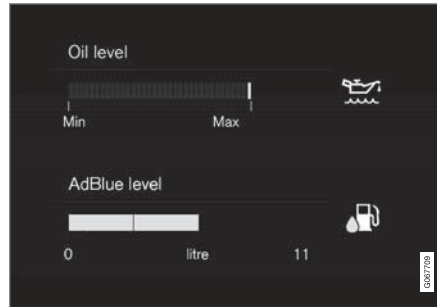 Oil level
Min Max
AdBlue level
0 litre 11
G067709